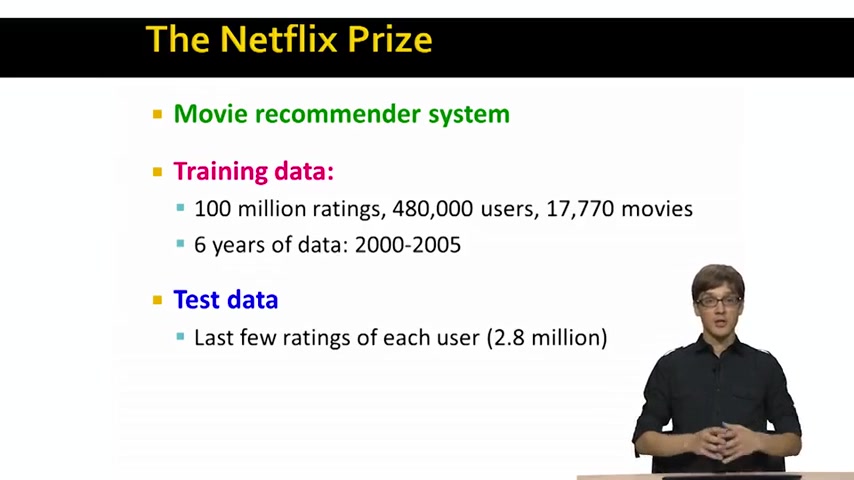 The Netflix Prize
Movie recommender system
Training data:
100 million ratings, 480,000 users, 17,770 movies
6 years of data: 2000-2005
Test data
Last few ratings of each user (2.8 million)